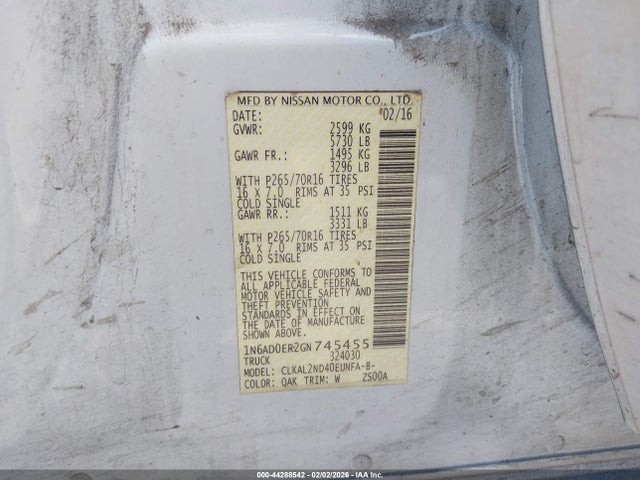 MFD BY NISSAN MOTOR CO., LTD.
DATE: 02/16
GVWR: 2599 KG
5730 LB
GAWR FR.: 1495 KG
3296 LB
WITH P265/70R16 TIRES
16 X 7.0 RIMS AT 35 PSI
COLD SINGLE
GAWR RR.: 1511 KG
3331 LB
WITH P265/70R16 TIRES
16 X 7.0 RIMS AT 35 PSI
COLD SINGLE
THIS VEHICLE CONFORMS TO
ALL APPLICABLE FEDERAL
MOTOR VEHICLE SAFETY AND
THEFT PREVENTION
STANDARDS IN EFFECT ON
THE DATE OF MANUFACTURE
SHOWN ABOVE.
1N6AD0ER2GN 745455
TRUCK 324030
MODEL: CLKAL2ND40EUNFA-B-
COLOR: QAK TRIM: W ZS00A
000-44288542 - 02/02/2026 - IAAI.CA